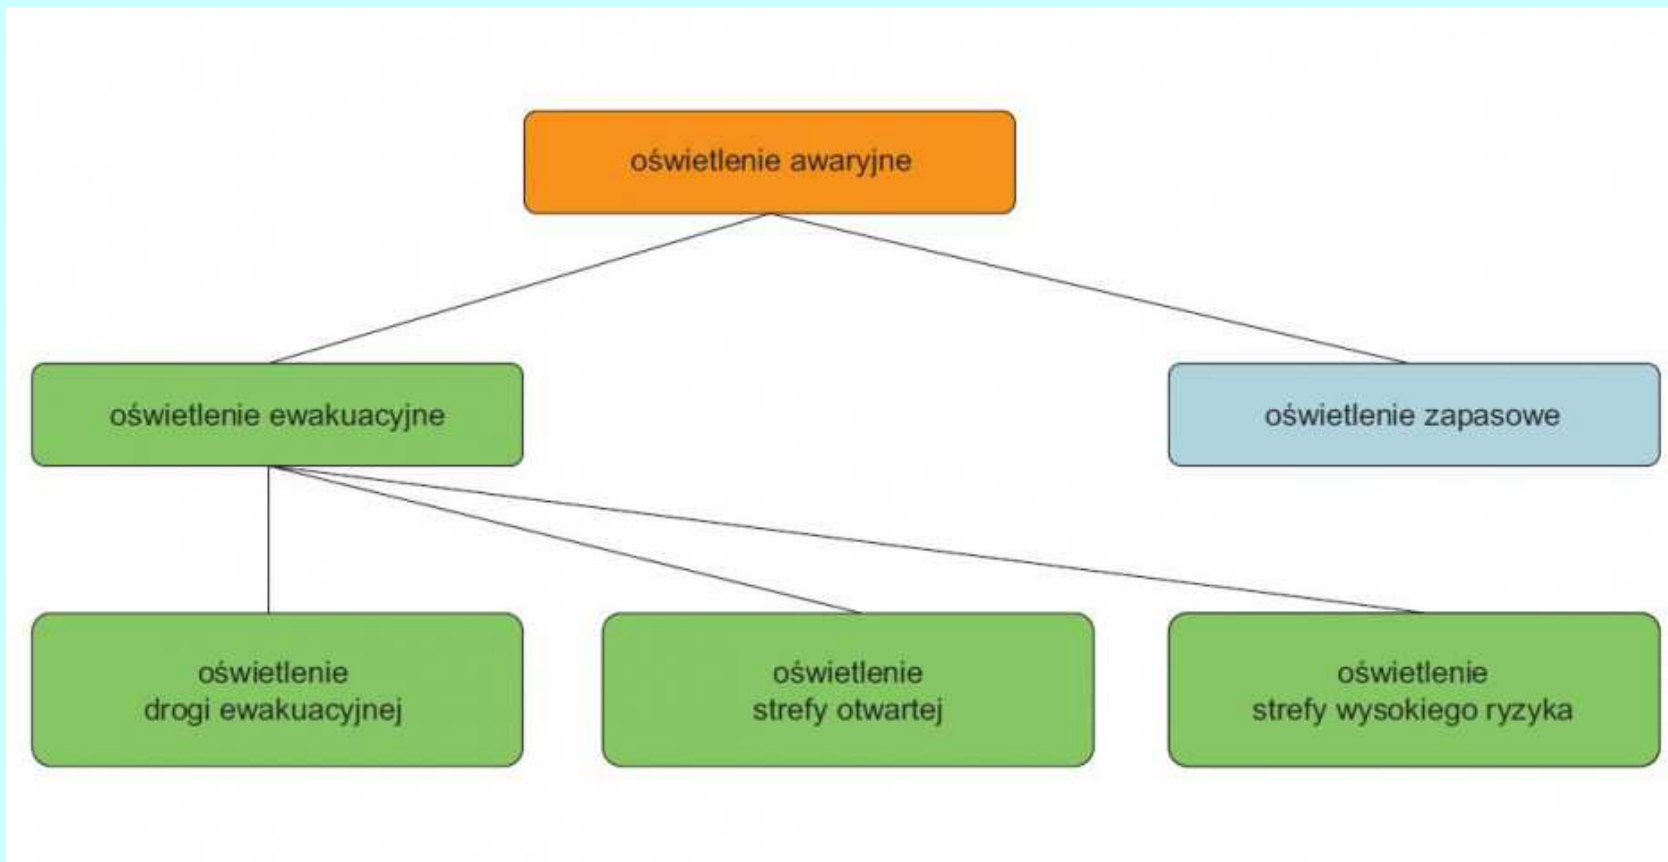 oświetlenie awaryjne
oświetlenie ewakuacyjne
oświetlenie zapasowe
oświetlenie
drogi ewakuacyjnej
oświetlenie
strefy otwartej
oświetlenie
strefy wysokiego ryzyka